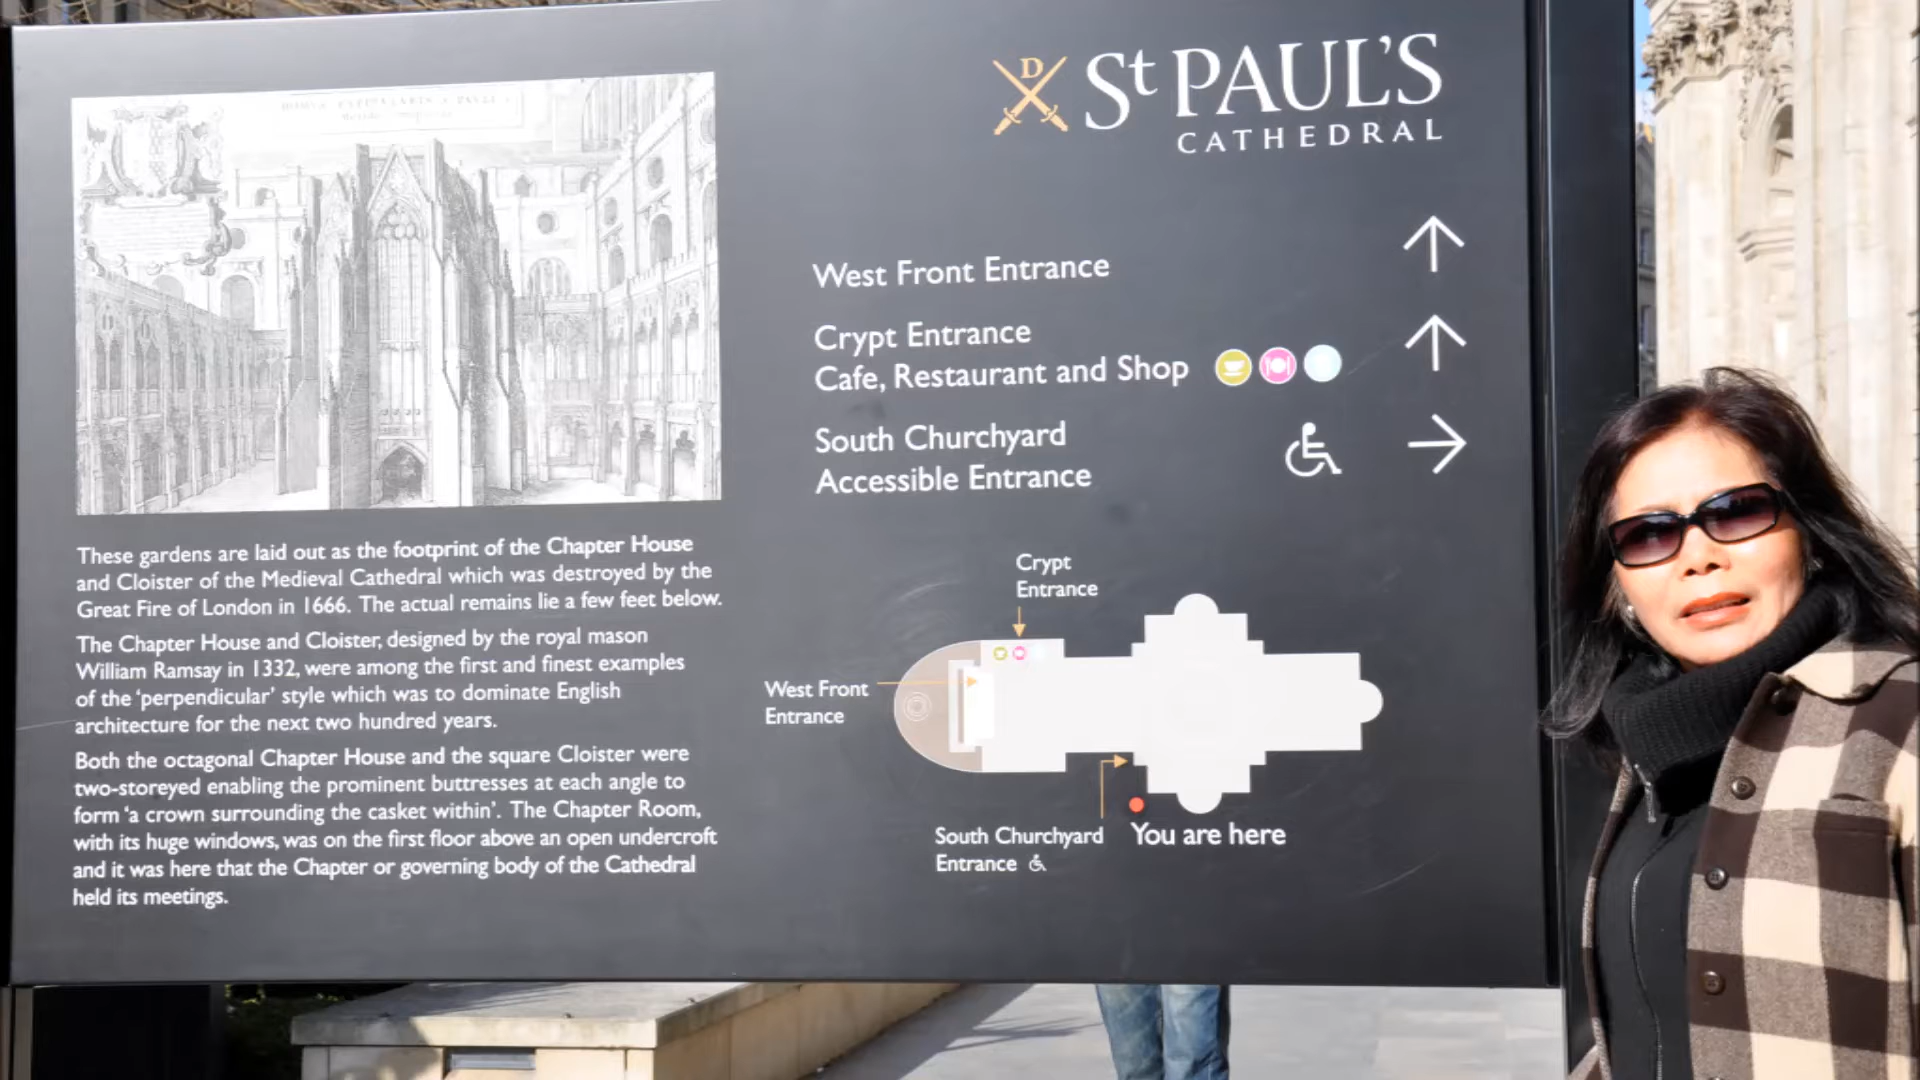 D
St PAUL'S
CATHEDRAL
West Front Entrance
Crypt Entrance
Cafe, Restaurant and Shop
South Churchyard
Accessible Entrance
These gardens are laid out as the footprint of the Chapter House
and Cloister of the Medieval Cathedral which was destroyed by the
Great Fire of London in 1666. The actual remains lie a few feet below.
The Chapter House and Cloister, designed by the royal mason
William Ramsay in 1332, were among the first and finest examples
of the 'perpendicular' style which was to dominate English
architecture for the next two hundred years.
Both the octagonal Chapter House and the square Cloister were
two-storeyed enabling the prominent buttresses at each angle to
form 'a crown surrounding the casket within'. The Chapter Room,
with its huge windows, was on the first floor above an open undercroft
and it was here that the Chapter or governing body of the Cathedral
held its meetings.
Crypt
Entrance
West Front
Entrance
South Churchyard
Entrance
You are here